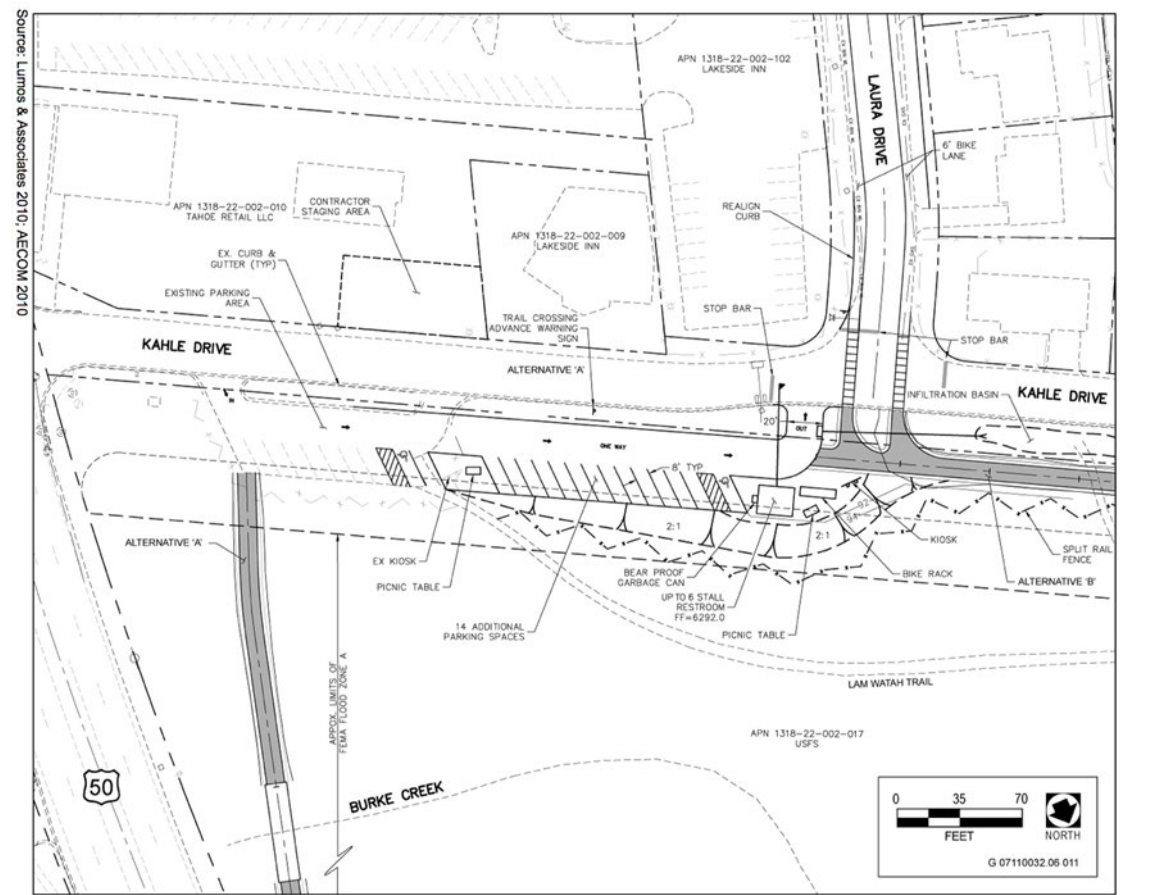 Source: Lumos & Associates 2010; AECOM 2010
APN 1318-22-002-102
LAKESIDE INN
LAURA DRIVE
6' BIKE
LANE
APN 1318-22-002-010
TAHOE RETAIL LLC
CONTRACTOR
STAGING AREA
REALIGN
CURB
APN 1318-22-002-009
LAKESIDE INN
EX. CURB &
GUTTER (TYP)
EXISTING PARKING
AREA
TRAIL CROSSING
ADVANCE WARNING
SIGN
STOP BAR
STOP BAR
KAHLE DRIVE
ALTERNATIVE 'A'
INFILTRATION BASIN
KAHLE DRIVE
20'
OUT
ONE WAY
8' TYP
ALTERNATIVE 'A'
2:1
2:1
94
92
EX KIOSK
PICNIC TABLE
BEAR PROOF
GARBAGE CAN
UP TO 6 STALL
RESTROOM
FF=6292.0
PICNIC TABLE
KIOSK
BIKE RACK
SPLIT RAIL
FENCE
ALTERNATIVE 'B'
14 ADDITIONAL
PARKING SPACES
APPOX. LIMITS OF
FEMA FLOOD ZONE A
LAM WATAH TRAIL
APN 1318-22-002-017
USFS
50
BURKE CREEK
0 35 70
FEET
NORTH
G 07110032.06 011